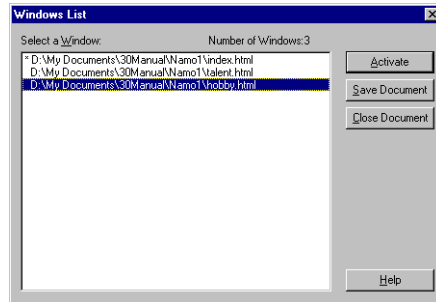 Windows List
Select a Window: Number of Windows:3
* D:\My Documents\30Manual\Namo1\index.html
D:\My Documents\30Manual\Namo1\talent.html
D:\My Documents\30Manual\Namo1\hobby.html
Activate
Save Document
Close Document
Help